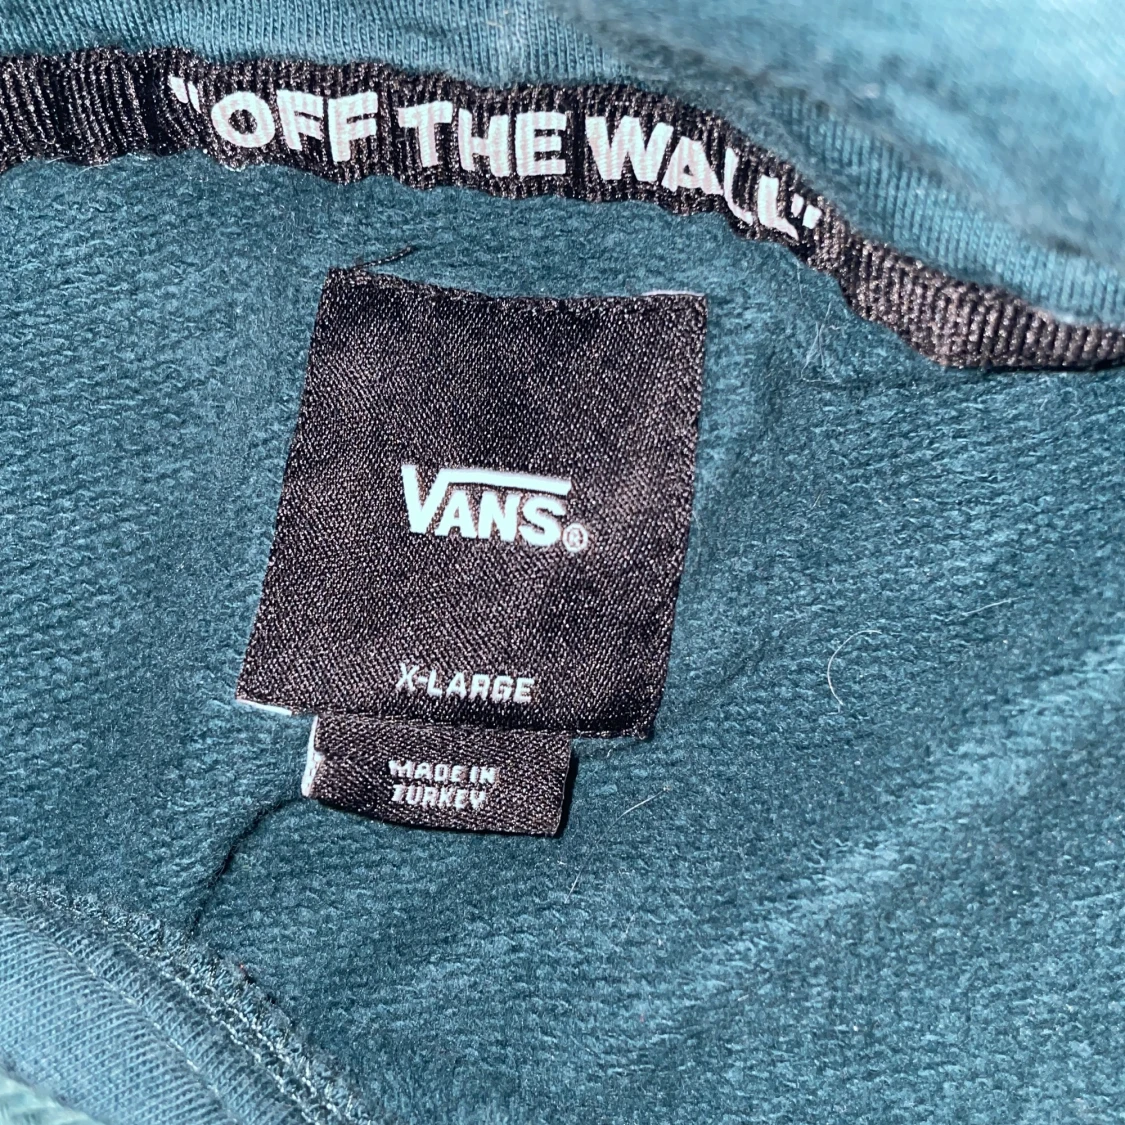 "OFF THE WALL"
VANS®
X-LARGE
MADE IN
TURKEY